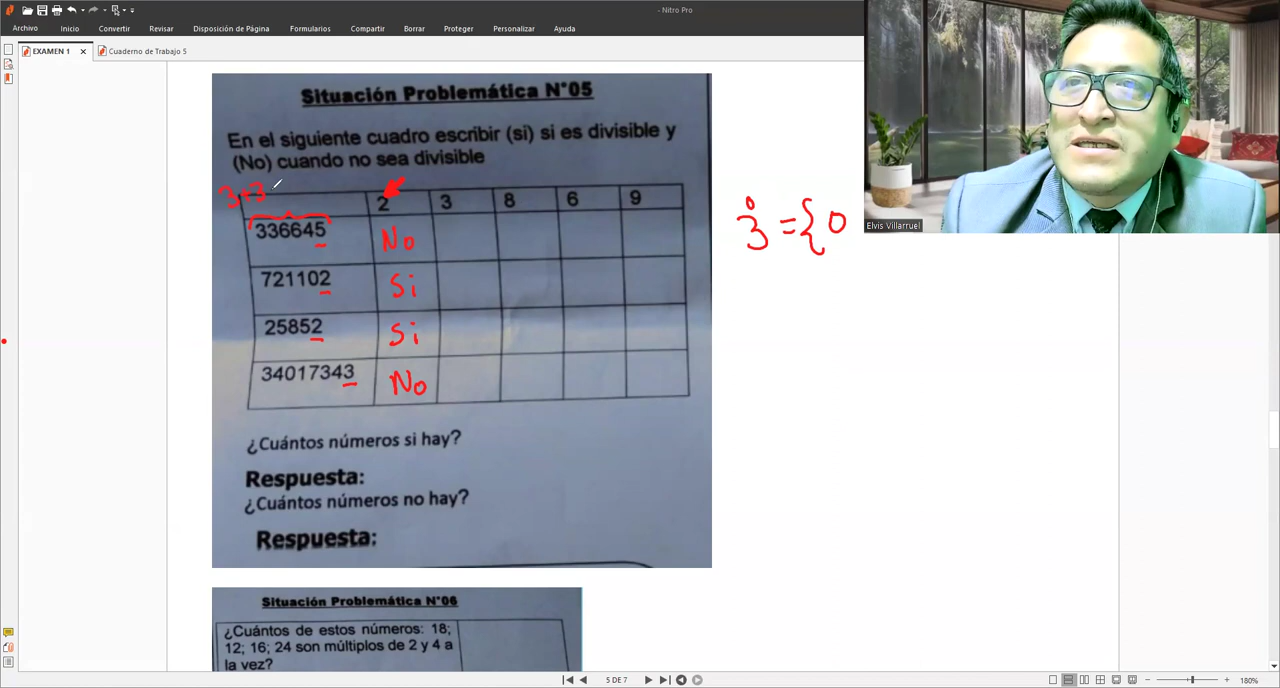 - Nitro Pro
Archivo Inicio Convertir Revisar Disposición de Página Formularios Compartir Borrar Proteger Personalizar Ayuda
EXAMEN 1 Cuaderno de Trabajo 5
Situación Problemática N°05
En el siguiente cuadro escribir (si) si es divisible y
(No) cuando no sea divisible
3+3
2 3 8 6 9
336645 No
721102 Si
25852 Si
34017343 No
¿Cuántos números si hay?
Respuesta:
¿Cuántos números no hay?
Respuesta:
3° = { 0
Elvis Villarruel
Situación Problemática N°06
¿Cuántos de estos números: 18;
12; 16; 24 son múltiplos de 2 y 4 a
la vez?
5 DE 7
180%